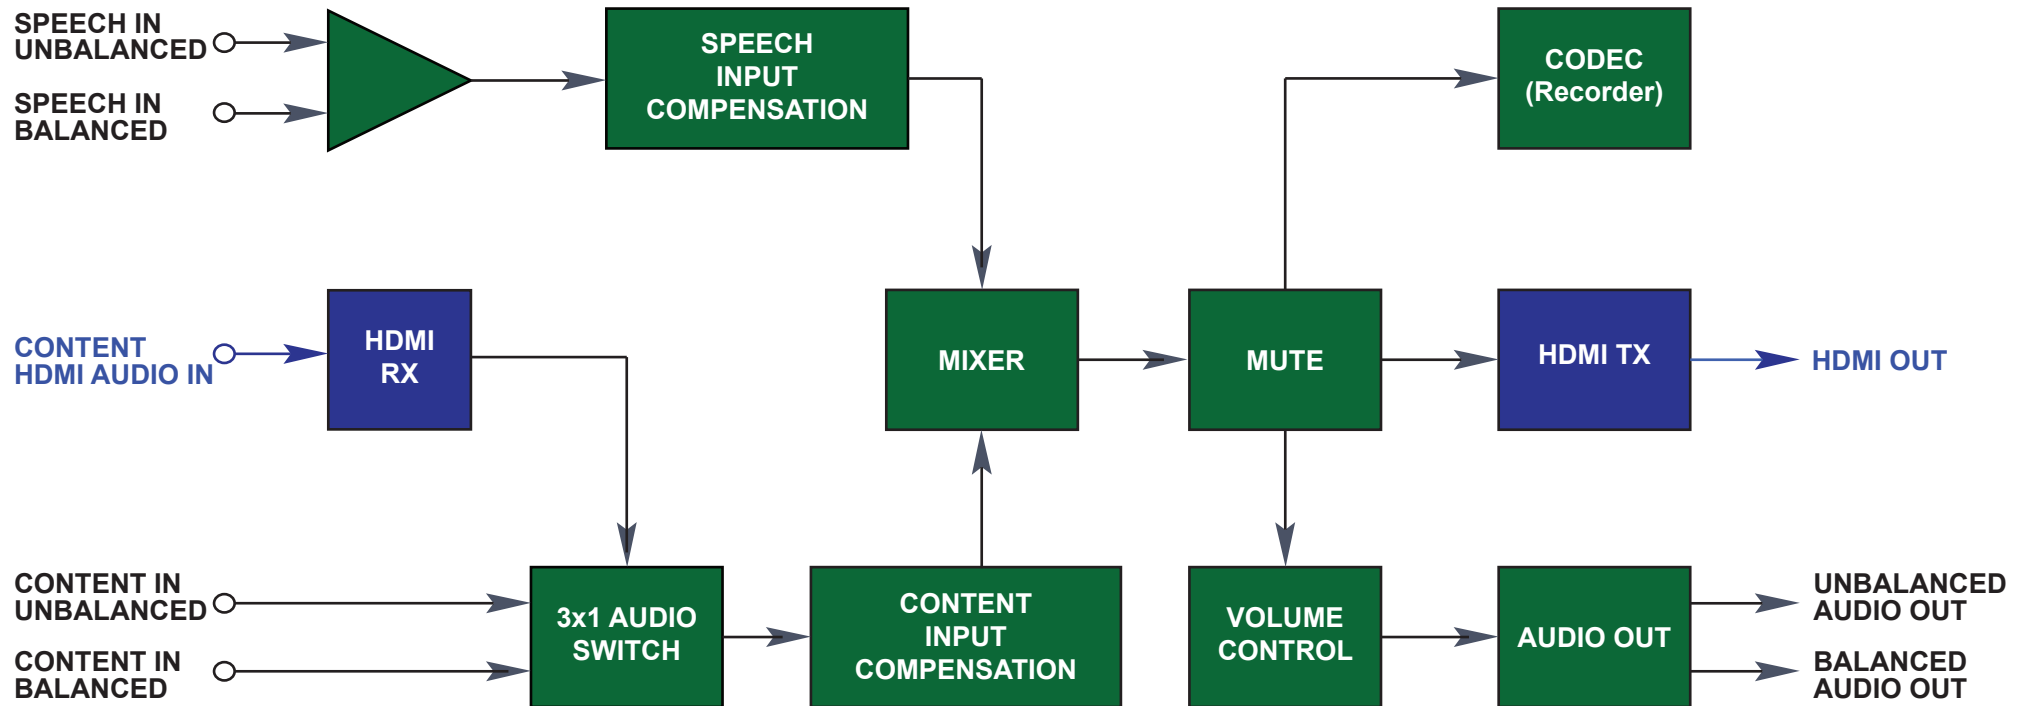 SPEECH IN
UNBALANCED
SPEECH IN
BALANCED
SPEECH
INPUT
COMPENSATION
CODEC
(Recorder)
CONTENT
HDMI AUDIO IN
HDMI
RX
MIXER
MUTE
HDMI TX
HDMI OUT
CONTENT IN
UNBALANCED
CONTENT IN
BALANCED
3x1 AUDIO
SWITCH
CONTENT
INPUT
COMPENSATION
VOLUME
CONTROL
AUDIO OUT
UNBALANCED
AUDIO OUT
BALANCED
AUDIO OUT